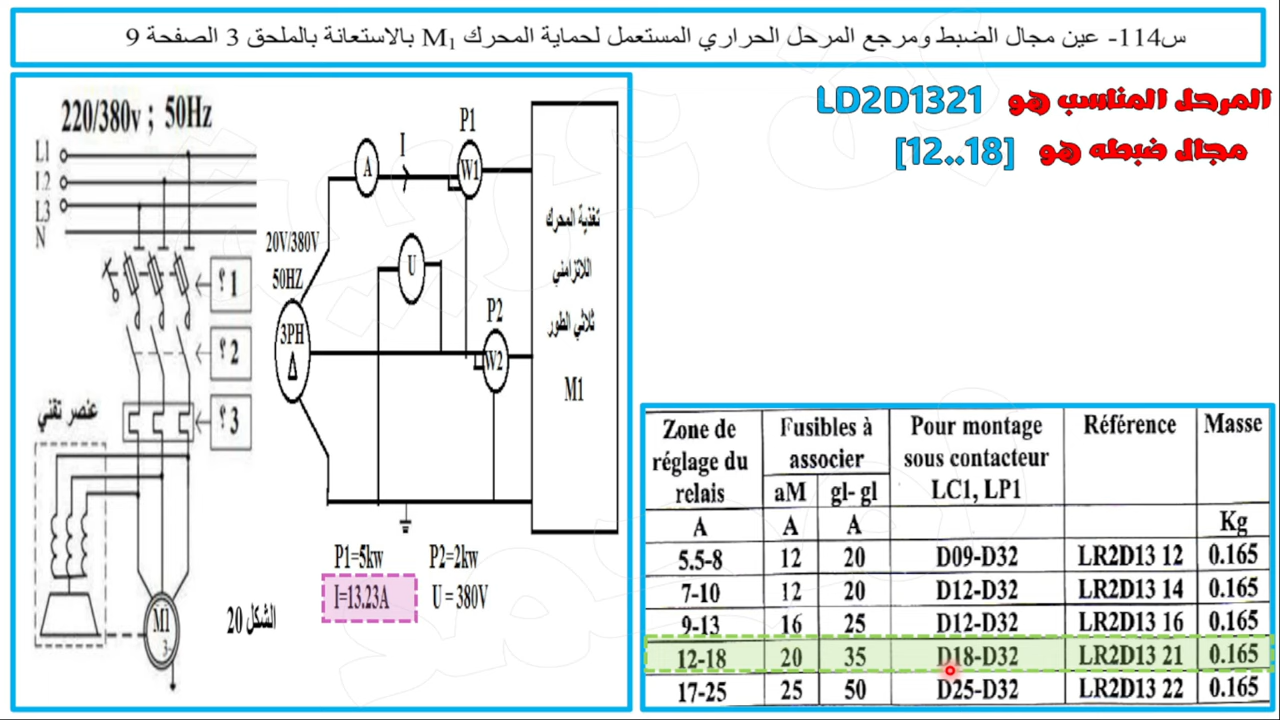 س114- عين مجال الضبط ومرجع المرحل الحراري المستعمل لحماية المحرك M1 بالاستعانة بالملحق 3 الصفحة 9
المرحل المناسب هو LD2D1321
مجال ضبطه هو [12..18]
220/380v ; 50Hz
L1
L2
L3
N
؟ 1
؟ 2
؟ 3
عنصر تقني
M1
3~
الشكل 20
20V/380V
50HZ
3PH
Δ
A
I
P1
W1
U
P2
W2
تغذية المحرك
اللاتزامني
ثلاثي الطور
M1
P1=5kw P2=2kw
I=13.23A U = 380V
Zone de réglage du relais Fusibles à associer Pour montage sous contacteur LC1, LP1 Référence Masse
aM gl- gl
A A A Kg
5.5-8 12 20 D09-D32 LR2D13 12 0.165
7-10 12 20 D12-D32 LR2D13 14 0.165
9-13 16 25 D12-D32 LR2D13 16 0.165
12-18 20 35 D18-D32 LR2D13 21 0.165
17-25 25 50 D25-D32 LR2D13 22 0.165